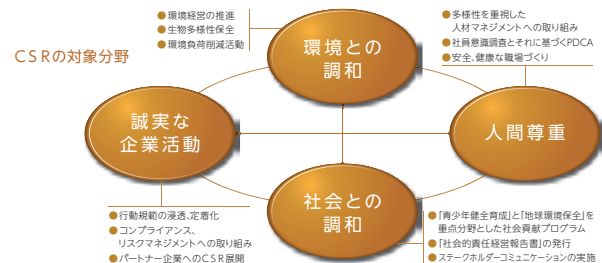 CSRの対象分野
●環境経営の推進
●生物多様性保全
●環境負荷削減活動
環境との
調和
●多様性を重視した
人材マネジメントへの取り組み
●社員意識調査とそれに基づくPDCA
●安全、健康な職場づくり
誠実な
企業活動
人間尊重
社会との
調和
●行動規範の浸透、定着化
●コンプライアンス、
リスクマネジメントへの取り組み
●パートナー企業へのCSR展開
●「青少年健全育成」と「地球環境保全」を
重点分野とした社会貢献プログラム
●「社会的責任経営報告書」の発行
●ステークホルダーコミュニケーションの実施